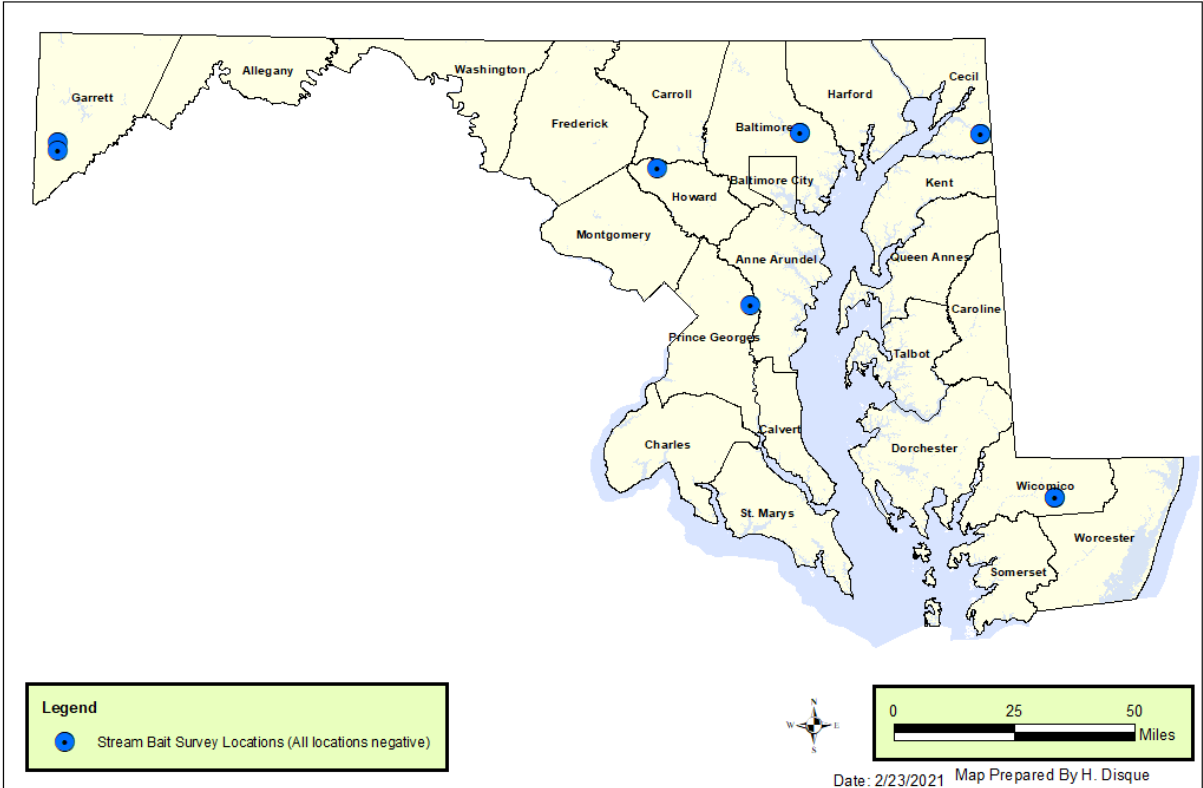 Garrett
Allegany
Washington
Frederick
Carroll
Baltimore
Harford
Cecil
Baltimore City
Howard
Kent
Montgomery
Anne Arundel
Queen Annes
Prince Georges
Caroline
Talbot
Charles
Calvert
Dorchester
St. Marys
Wicomico
Worcester
Somerset
Legend
Stream Bait Survey Locations (All locations negative)
N
W E
S
0 25 50
Miles
Date: 2/23/2021 Map Prepared By H. Disque